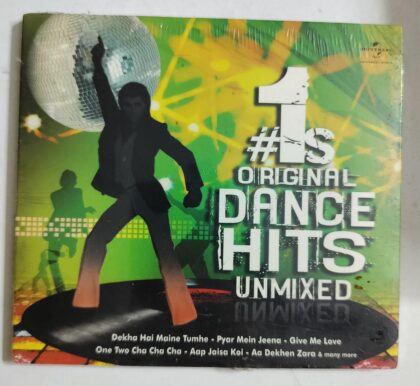 UNIVERSAL
#1s
ORIGINAL
DANCE
HITS
UNMIXED
Dekha Hai Maine Tumhe - Pyar Mein Jeena - Give Me Love
One Two Cha Cha Cha - Aap Jaisa Koi - Aa Dekhen Zara & many more